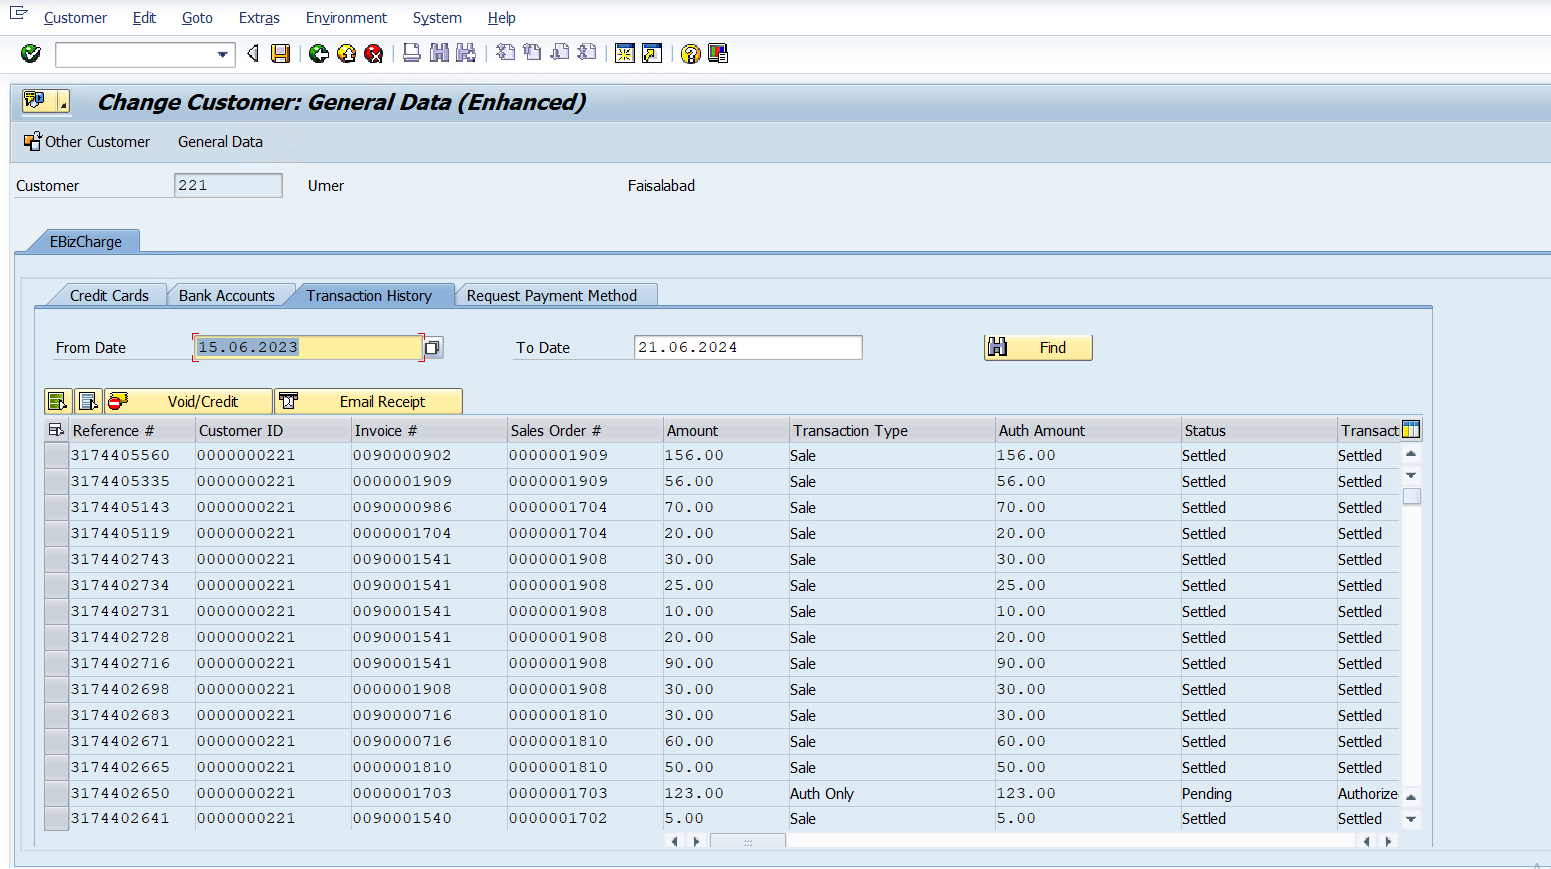 Customer Edit Goto Extras Environment System Help
Change Customer: General Data (Enhanced)
Other Customer General Data
Customer 221 Umer Faisalabad
EBizCharge
Credit Cards Bank Accounts Transaction History Request Payment Method
From Date 15.06.2023 To Date 21.06.2024 Find
Void/Credit Email Receipt
Reference # Customer ID Invoice # Sales Order # Amount Transaction Type Auth Amount Status Transact
3174405560 0000000221 0090000902 0000001909 156.00 Sale 156.00 Settled Settled
3174405335 0000000221 0000001909 0000001909 56.00 Sale 56.00 Settled Settled
3174405143 0000000221 0090000986 0000001704 70.00 Sale 70.00 Settled Settled
3174405119 0000000221 0000001704 0000001704 20.00 Sale 20.00 Settled Settled
3174402743 0000000221 0090001541 0000001908 30.00 Sale 30.00 Settled Settled
3174402734 0000000221 0090001541 0000001908 25.00 Sale 25.00 Settled Settled
3174402731 0000000221 0090001541 0000001908 10.00 Sale 10.00 Settled Settled
3174402728 0000000221 0090001541 0000001908 20.00 Sale 20.00 Settled Settled
3174402716 0000000221 0090001541 0000001908 90.00 Sale 90.00 Settled Settled
3174402698 0000000221 0000001908 0000001908 30.00 Sale 30.00 Settled Settled
3174402683 0000000221 0090000716 0000001810 30.00 Sale 30.00 Settled Settled
3174402671 0000000221 0090000716 0000001810 60.00 Sale 60.00 Settled Settled
3174402665 0000000221 0000001810 0000001810 50.00 Sale 50.00 Settled Settled
3174402650 0000000221 0000001703 0000001703 123.00 Auth Only 123.00 Pending Authorize
3174402641 0000000221 0090001540 0000001702 5.00 Sale 5.00 Settled Settled